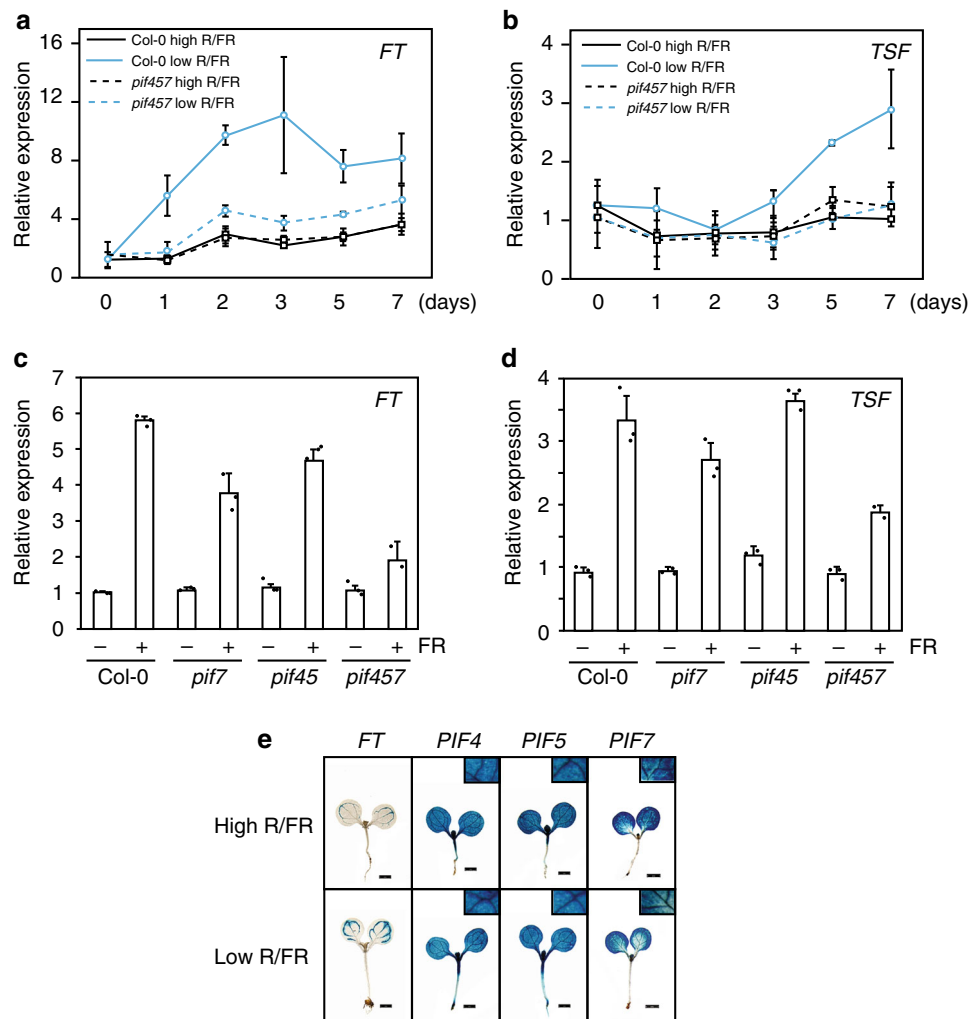 a
Relative expression
16
12
8
4
0
Col-0 high R/FR
Col-0 low R/FR
pif457 high R/FR
pif457 low R/FR
FT
0 1 2 3 5 7 (days)
b
Relative expression
4
3
2
1
0
Col-0 high R/FR
Col-0 low R/FR
pif457 high R/FR
pif457 low R/FR
TSF
0 1 2 3 5 7 (days)
c
Relative expression
7
6
5
4
3
2
1
0
FT
– + – + – + – + FR
Col-0 pif7 pif45 pif457
d
Relative expression
4
3
2
1
0
TSF
– + – + – + – + FR
Col-0 pif7 pif45 pif457
e
FT PIF4 PIF5 PIF7
High R/FR
Low R/FR